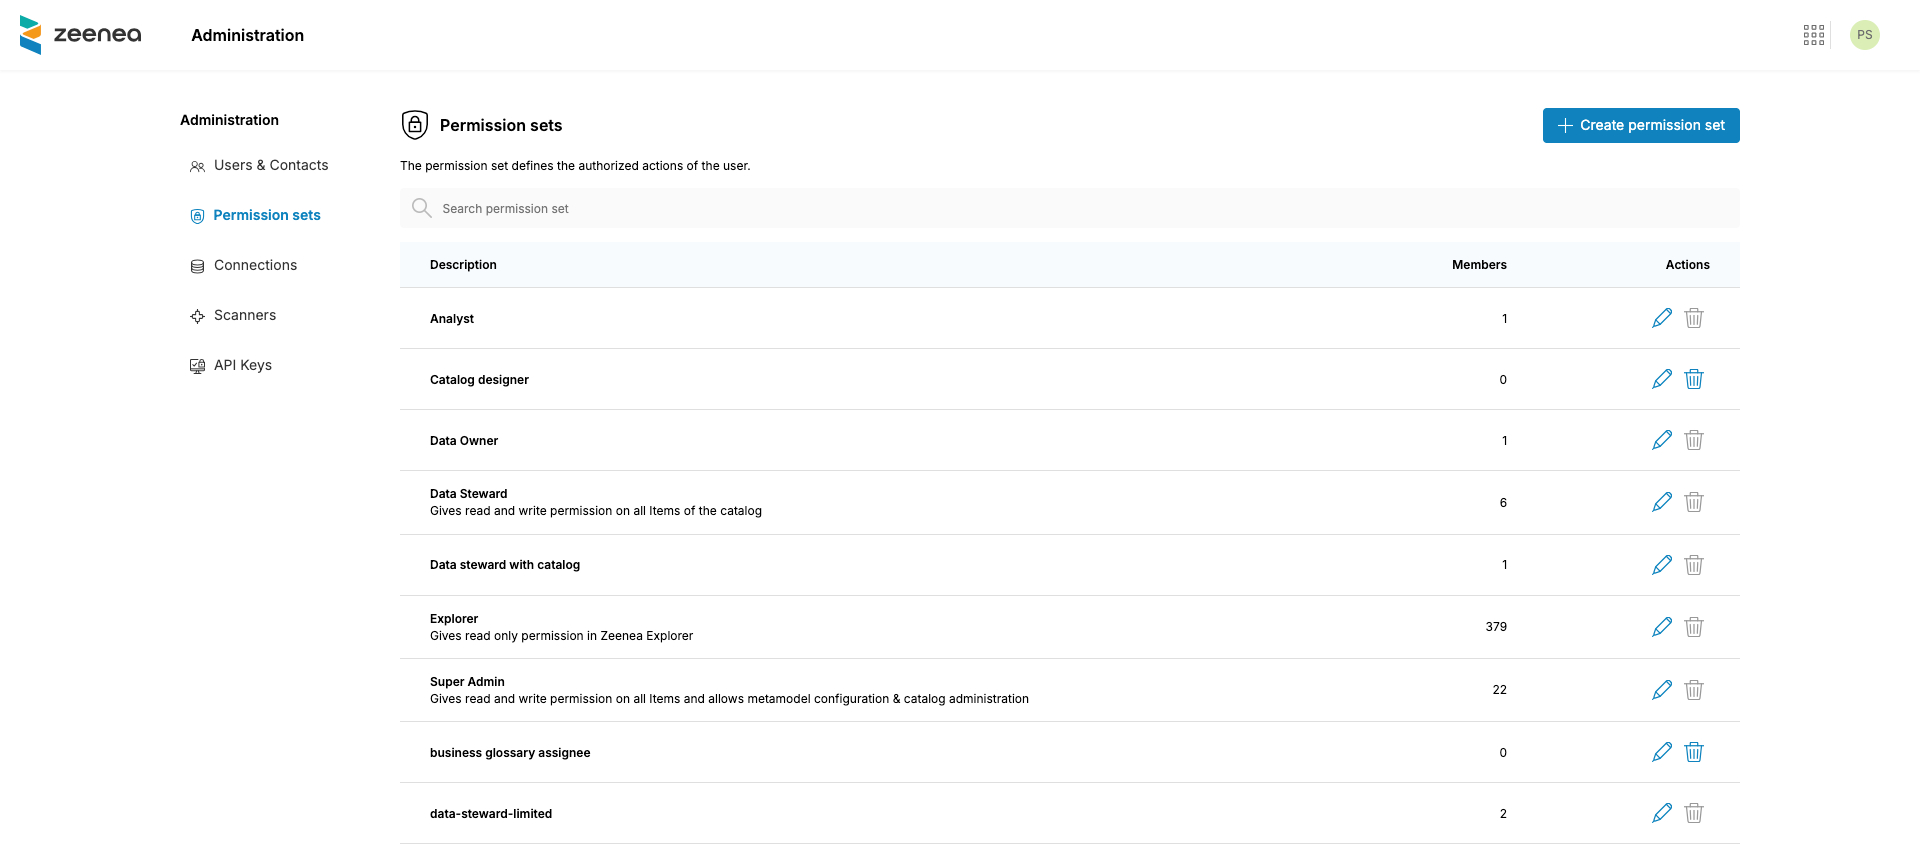 zeenea
Administration
PS
Administration
Users & Contacts
Permission sets
Connections
Scanners
API Keys
Permission sets
Create permission set
The permission set defines the authorized actions of the user.
Search permission set
Description Members Actions
Analyst 1
Catalog designer 0
Data Owner 1
Data Steward
Gives read and write permission on all Items of the catalog
6
Data steward with catalog 1
Explorer
Gives read only permission in Zeenea Explorer
379
Super Admin
Gives read and write permission on all Items and allows metamodel configuration & catalog administration
22
business glossary assignee 0
data-steward-limited 2